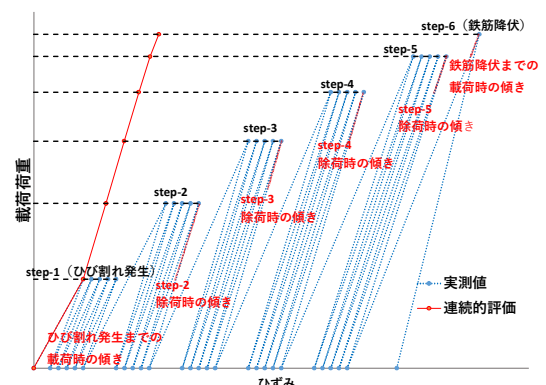 step-6（鉄筋降伏）
step-5
鉄筋降伏までの
載荷時の傾き
step-4
step-5
除荷時の傾き
step-3
step-4
除荷時の傾き
step-2
step-3
除荷時の傾き
載荷荷重
step-1（ひび割れ発生）
step-2
除荷時の傾き
実測値
連続的評価
ひび割れ発生までの
載荷時の傾き
ひずみ